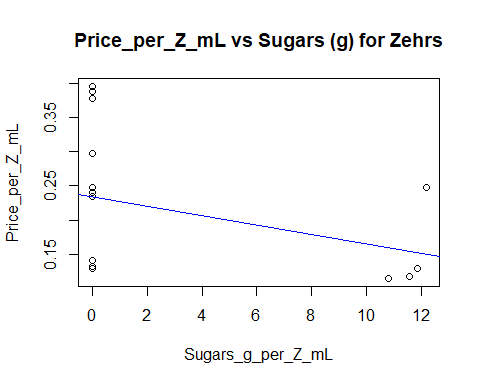 Price_per_Z_mL vs Sugars (g) for Zehrs
Price_per_Z_mL
0.35
0.25
0.15
0 2 4 6 8 10 12
Sugars_g_per_Z_mL